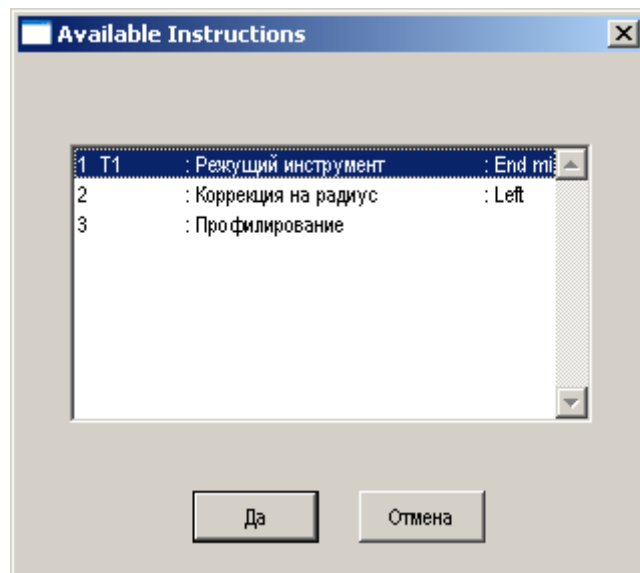 Available Instructions
1 T1 : Режущий инструмент : End mi
2 : Коррекция на радиус : Left
3 : Профилирование
Да Отмена